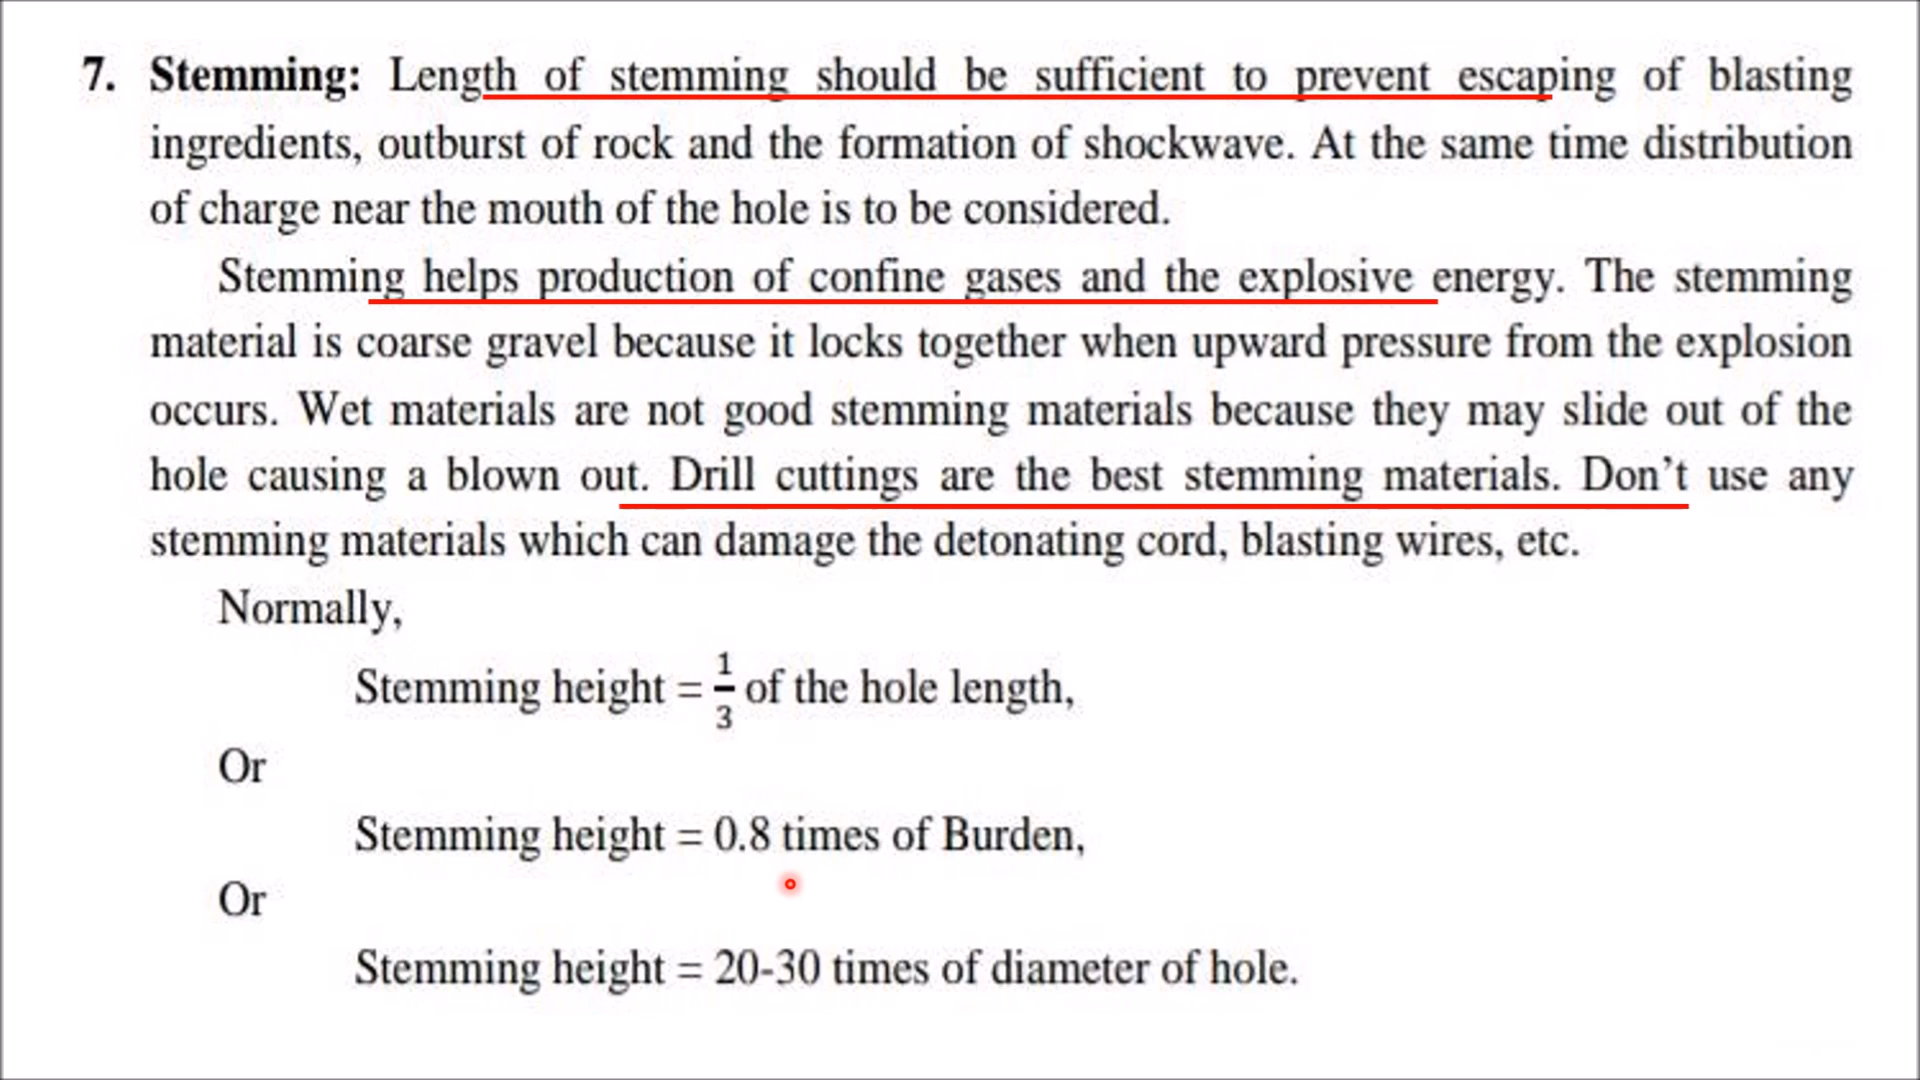 7. Stemming: Length of stemming should be sufficient to prevent escaping of blasting
ingredients, outburst of rock and the formation of shockwave. At the same time distribution
of charge near the mouth of the hole is to be considered.
Stemming helps production of confine gases and the explosive energy. The stemming
material is coarse gravel because it locks together when upward pressure from the explosion
occurs. Wet materials are not good stemming materials because they may slide out of the
hole causing a blown out. Drill cuttings are the best stemming materials. Don’t use any
stemming materials which can damage the detonating cord, blasting wires, etc.
Normally,
Stemming height = 1/3 of the hole length,
Or
Stemming height = 0.8 times of Burden,
Or
Stemming height = 20-30 times of diameter of hole.